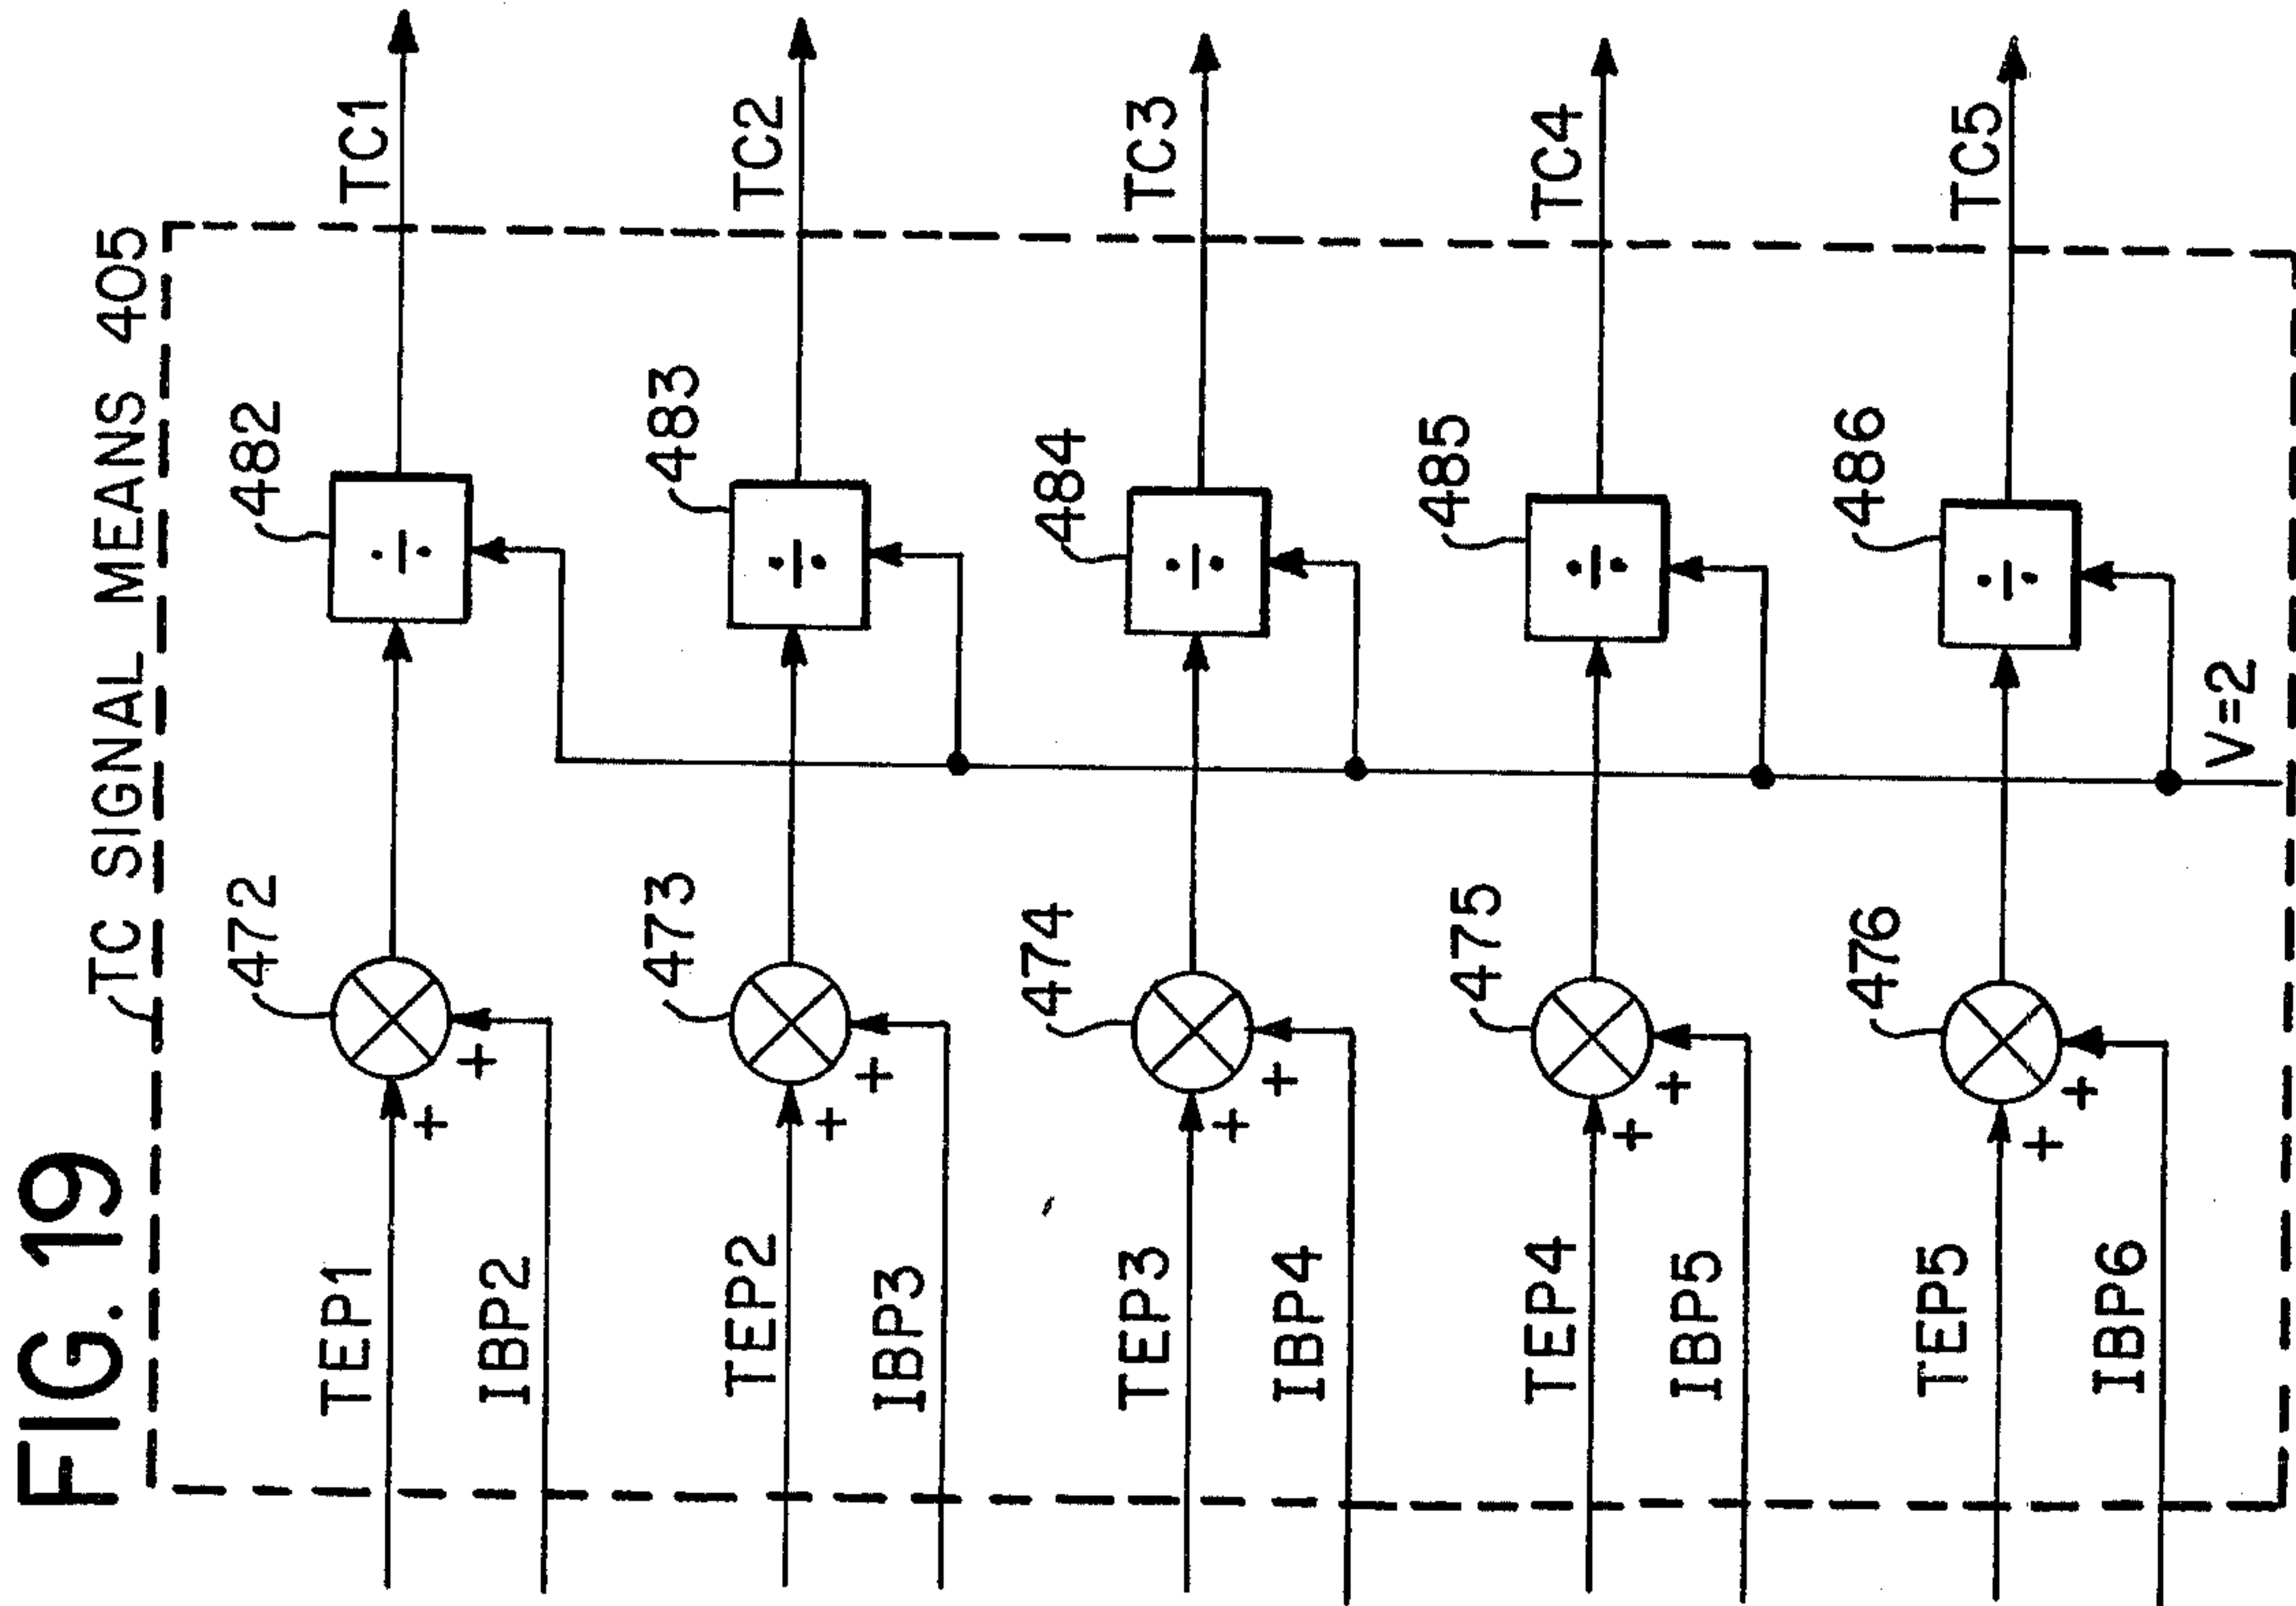 FIG. 19
TC SIGNAL MEANS 405
472
482
TEP1
+
+
IBP2
TC1
473
483
TEP2
+
+
IBP3
TC2
474
484
TEP3
+
+
IBP4
TC3
475
485
TEP4
+
+
IBP5
TC4
476
486
TEP5
+
+
IBP6
TC5
÷
÷
÷
÷
÷
V=2